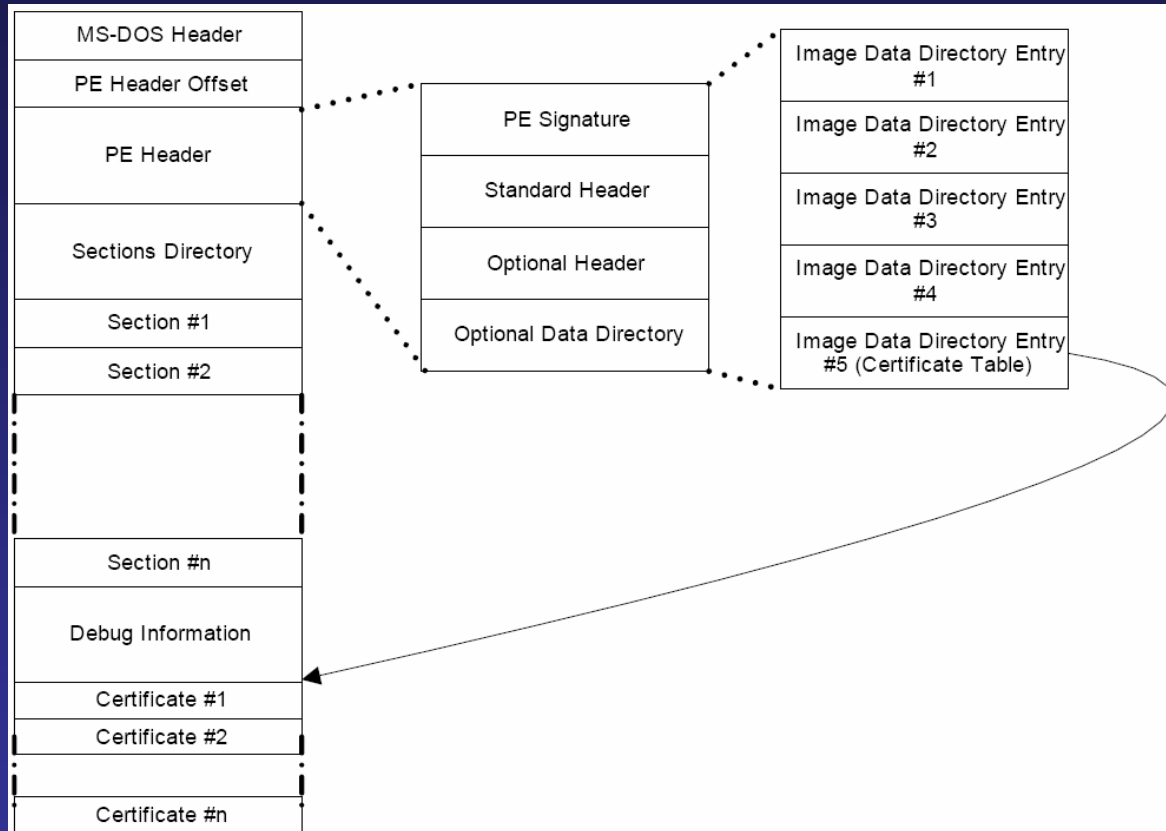 MS-DOS Header
PE Header Offset
PE Header
Sections Directory
Section #1
Section #2
Section #n
Debug Information
Certificate #1
Certificate #2
Certificate #n
PE Signature
Standard Header
Optional Header
Optional Data Directory
Image Data Directory Entry
#1
Image Data Directory Entry
#2
Image Data Directory Entry
#3
Image Data Directory Entry
#4
Image Data Directory Entry
#5 (Certificate Table)